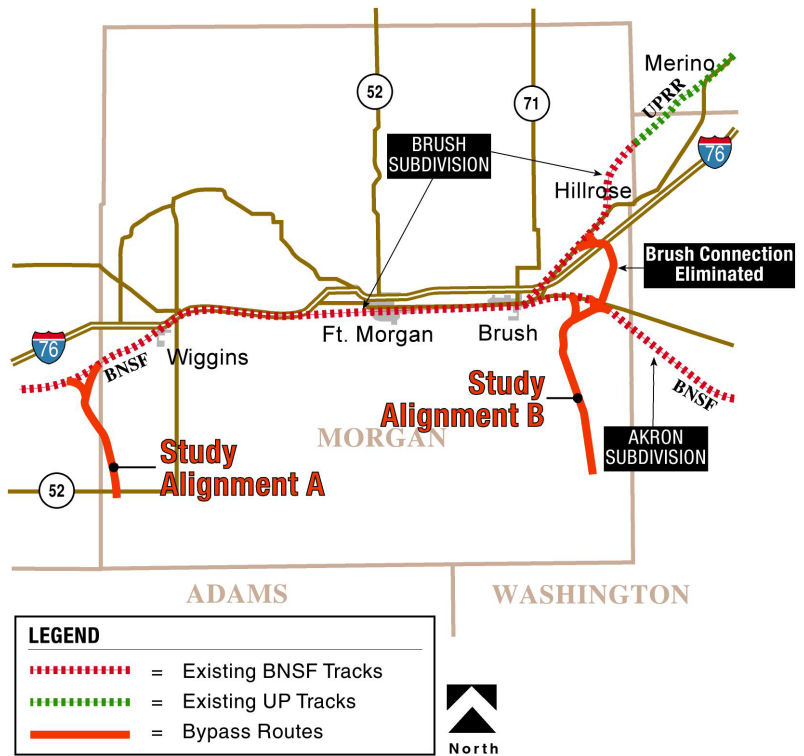 Merino
UPRR
52
71
BRUSH
SUBDIVISION
76
Hillrose
Brush Connection
Eliminated
Ft. Morgan
Brush
76
Wiggins
BNSF
BNSF
Study
Alignment B
MORGAN
AKRON
SUBDIVISION
Study
Alignment A
52
ADAMS
WASHINGTON
LEGEND
= Existing BNSF Tracks
= Existing UP Tracks
= Bypass Routes
North